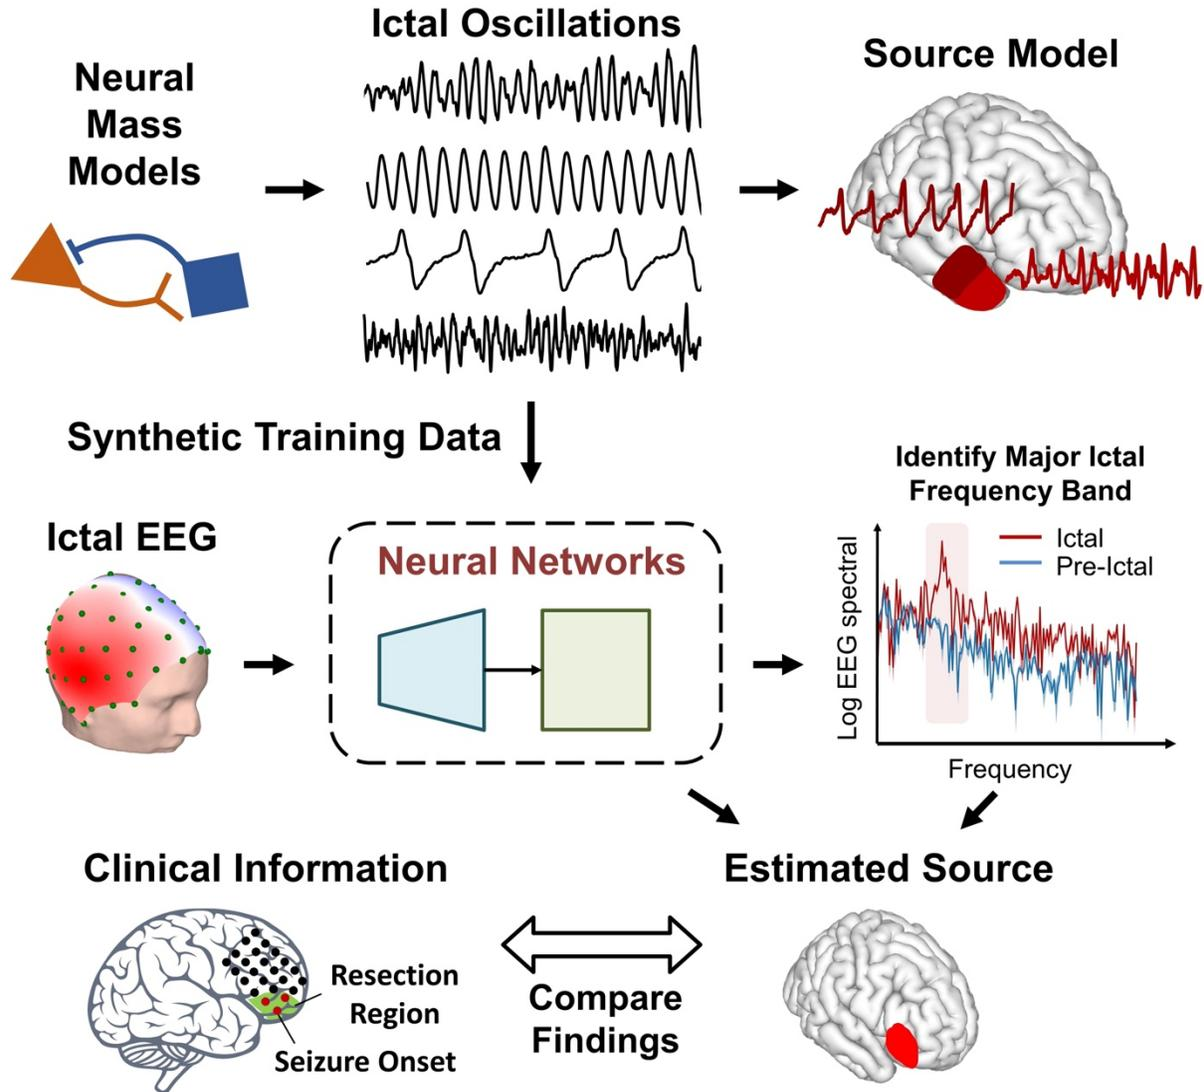 Ictal Oscillations
Neural
Mass
Models
Source Model
Synthetic Training Data
Identify Major Ictal
Frequency Band
Ictal EEG
Neural Networks
Ictal
Pre-Ictal
Log EEG spectral
Frequency
Clinical Information
Estimated Source
Resection
Region
Seizure Onset
Compare
Findings